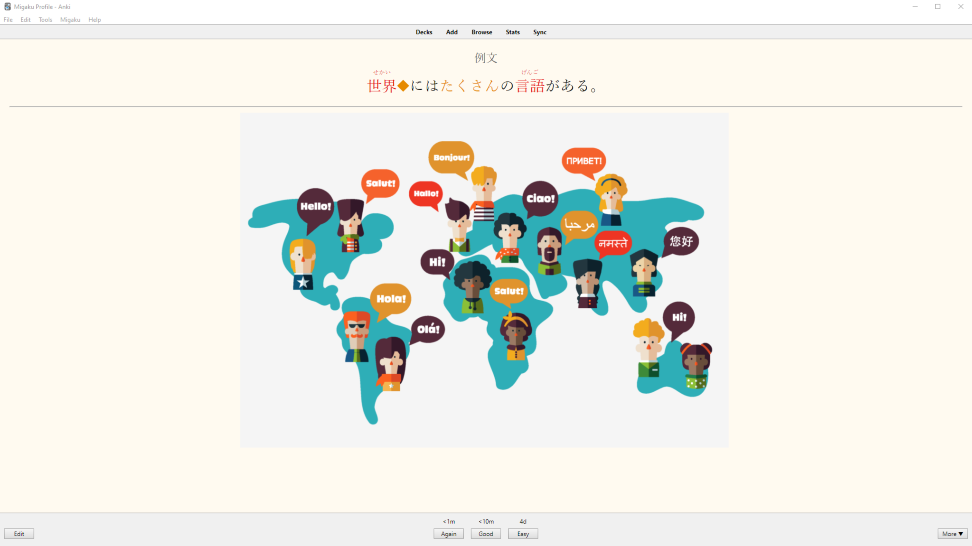 Migaku Profile - Anki
File Edit Tools Migaku Help
Decks Add Browse Stats Sync
例文
せかい げんご
世界◆にはたくさんの言語がある。
Bonjour!
ПРИВЕТ!
Salut!
Hallo!
Hello!
Ciao!
مرحبا
नमस्ते
您好
Hi!
Salut!
Hola!
Olá!
Hi!
<1m <10m 4d
Edit Again Good Easy More ▼